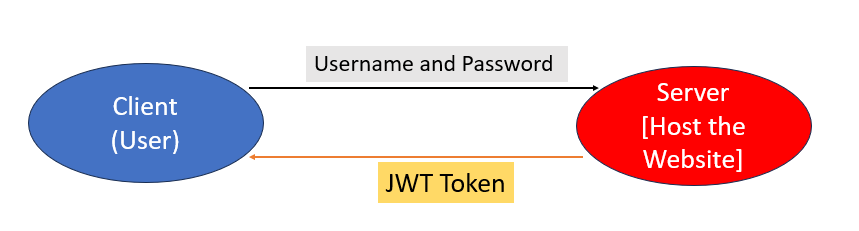 Username and Password
Client
(User)
Server
[Host the
Website]
JWT Token